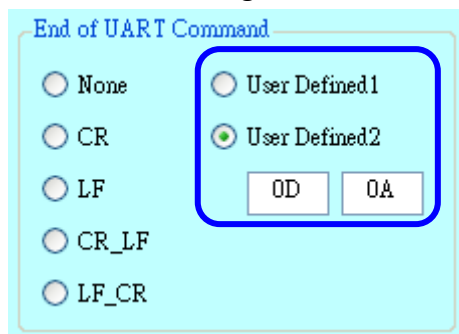 End of UART Command
None
User Defined1
CR
User Defined2
LF
0D 0A
CR_LF
LF_CR